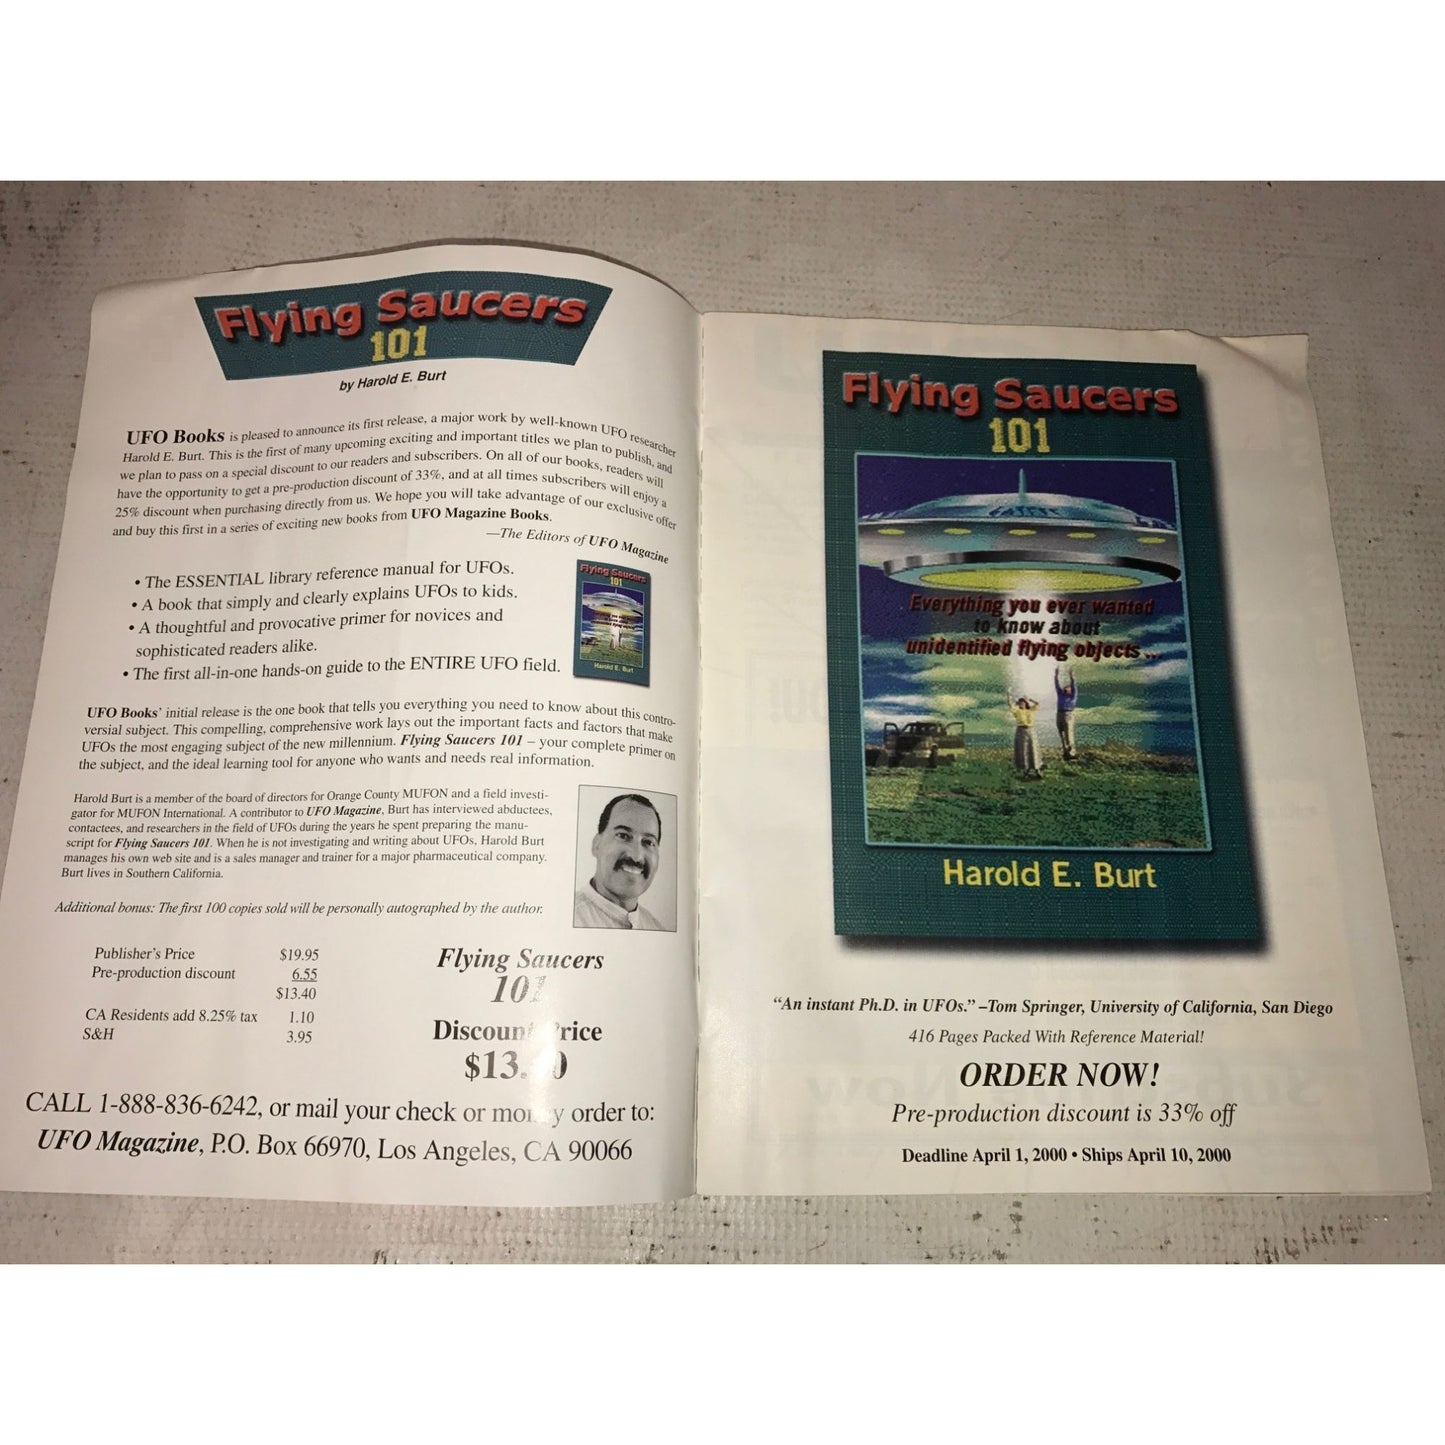 Flying Saucers
101
by Harold E. Burt
UFO Books is pleased to announce its first release, a major work by well-known UFO researcher
Harold E. Burt. This is the first of many upcoming exciting and important titles we plan to publish, and
we plan to pass on a special discount to our readers and subscribers. On all of our books, readers will
have the opportunity to get a pre-production discount of 33%, and at all times subscribers will enjoy a
25% discount when purchasing directly from us. We hope you will take advantage of our exclusive offer
and buy this first in a series of exciting new books from UFO Magazine Books.
—The Editors of UFO Magazine
• The ESSENTIAL library reference manual for UFOs.
• A book that simply and clearly explains UFOs to kids.
• A thoughtful and provocative primer for novices and
sophisticated readers alike.
• The first all-in-one hands-on guide to the ENTIRE UFO field.
Flying Saucers
101
Harold E. Burt
UFO Books' initial release is the one book that tells you everything you need to know about this contro-
versial subject. This compelling, comprehensive work lays out the important facts and factors that make
UFOs the most engaging subject of the new millennium. Flying Saucers 101 – your complete primer on
the subject, and the ideal learning tool for anyone who wants and needs real information.
Harold Burt is a member of the board of directors for Orange County MUFON and a field investi-
gator for MUFON International. A contributor to UFO Magazine, Burt has interviewed abductees,
contactees, and researchers in the field of UFOs during the years he spent preparing the manu-
script for Flying Saucers 101. When he is not investigating and writing about UFOs, Harold Burt
manages his own web site and is a sales manager and trainer for a major pharmaceutical company.
Burt lives in Southern California.
Additional bonus: The first 100 copies sold will be personally autographed by the author.
Publisher's Price $19.95
Pre-production discount 6.55
$13.40
CA Residents add 8.25% tax 1.10
S&H 3.95
Flying Saucers
101
Discount Price
$13.40
CALL 1-888-836-6242, or mail your check or money order to:
UFO Magazine, P.O. Box 66970, Los Angeles, CA 90066
Flying Saucers
101
Everything you ever wanted
to know about
unidentified flying objects...
Harold E. Burt
"An instant Ph.D. in UFOs." –Tom Springer, University of California, San Diego
416 Pages Packed With Reference Material!
ORDER NOW!
Pre-production discount is 33% off
Deadline April 1, 2000 • Ships April 10, 2000